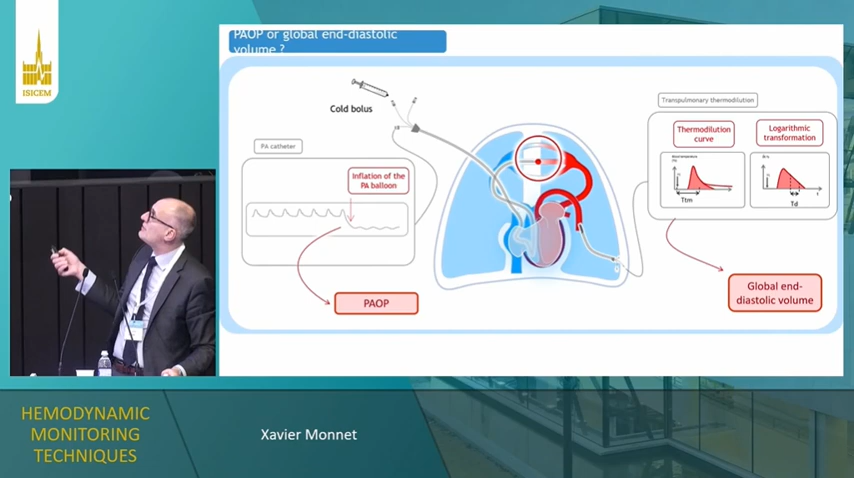 ISICEM
PAOP or global end-diastolic
volume ?
Cold bolus
PA catheter
Inflation of the
PA balloon
PAOP
Transpulmonary thermodilution
Thermodilution
curve
Logarithmic
transformation
Ttm
Td
t
Global end-
diastolic volume
HEMODYNAMIC
MONITORING
TECHNIQUES
Xavier Monnet